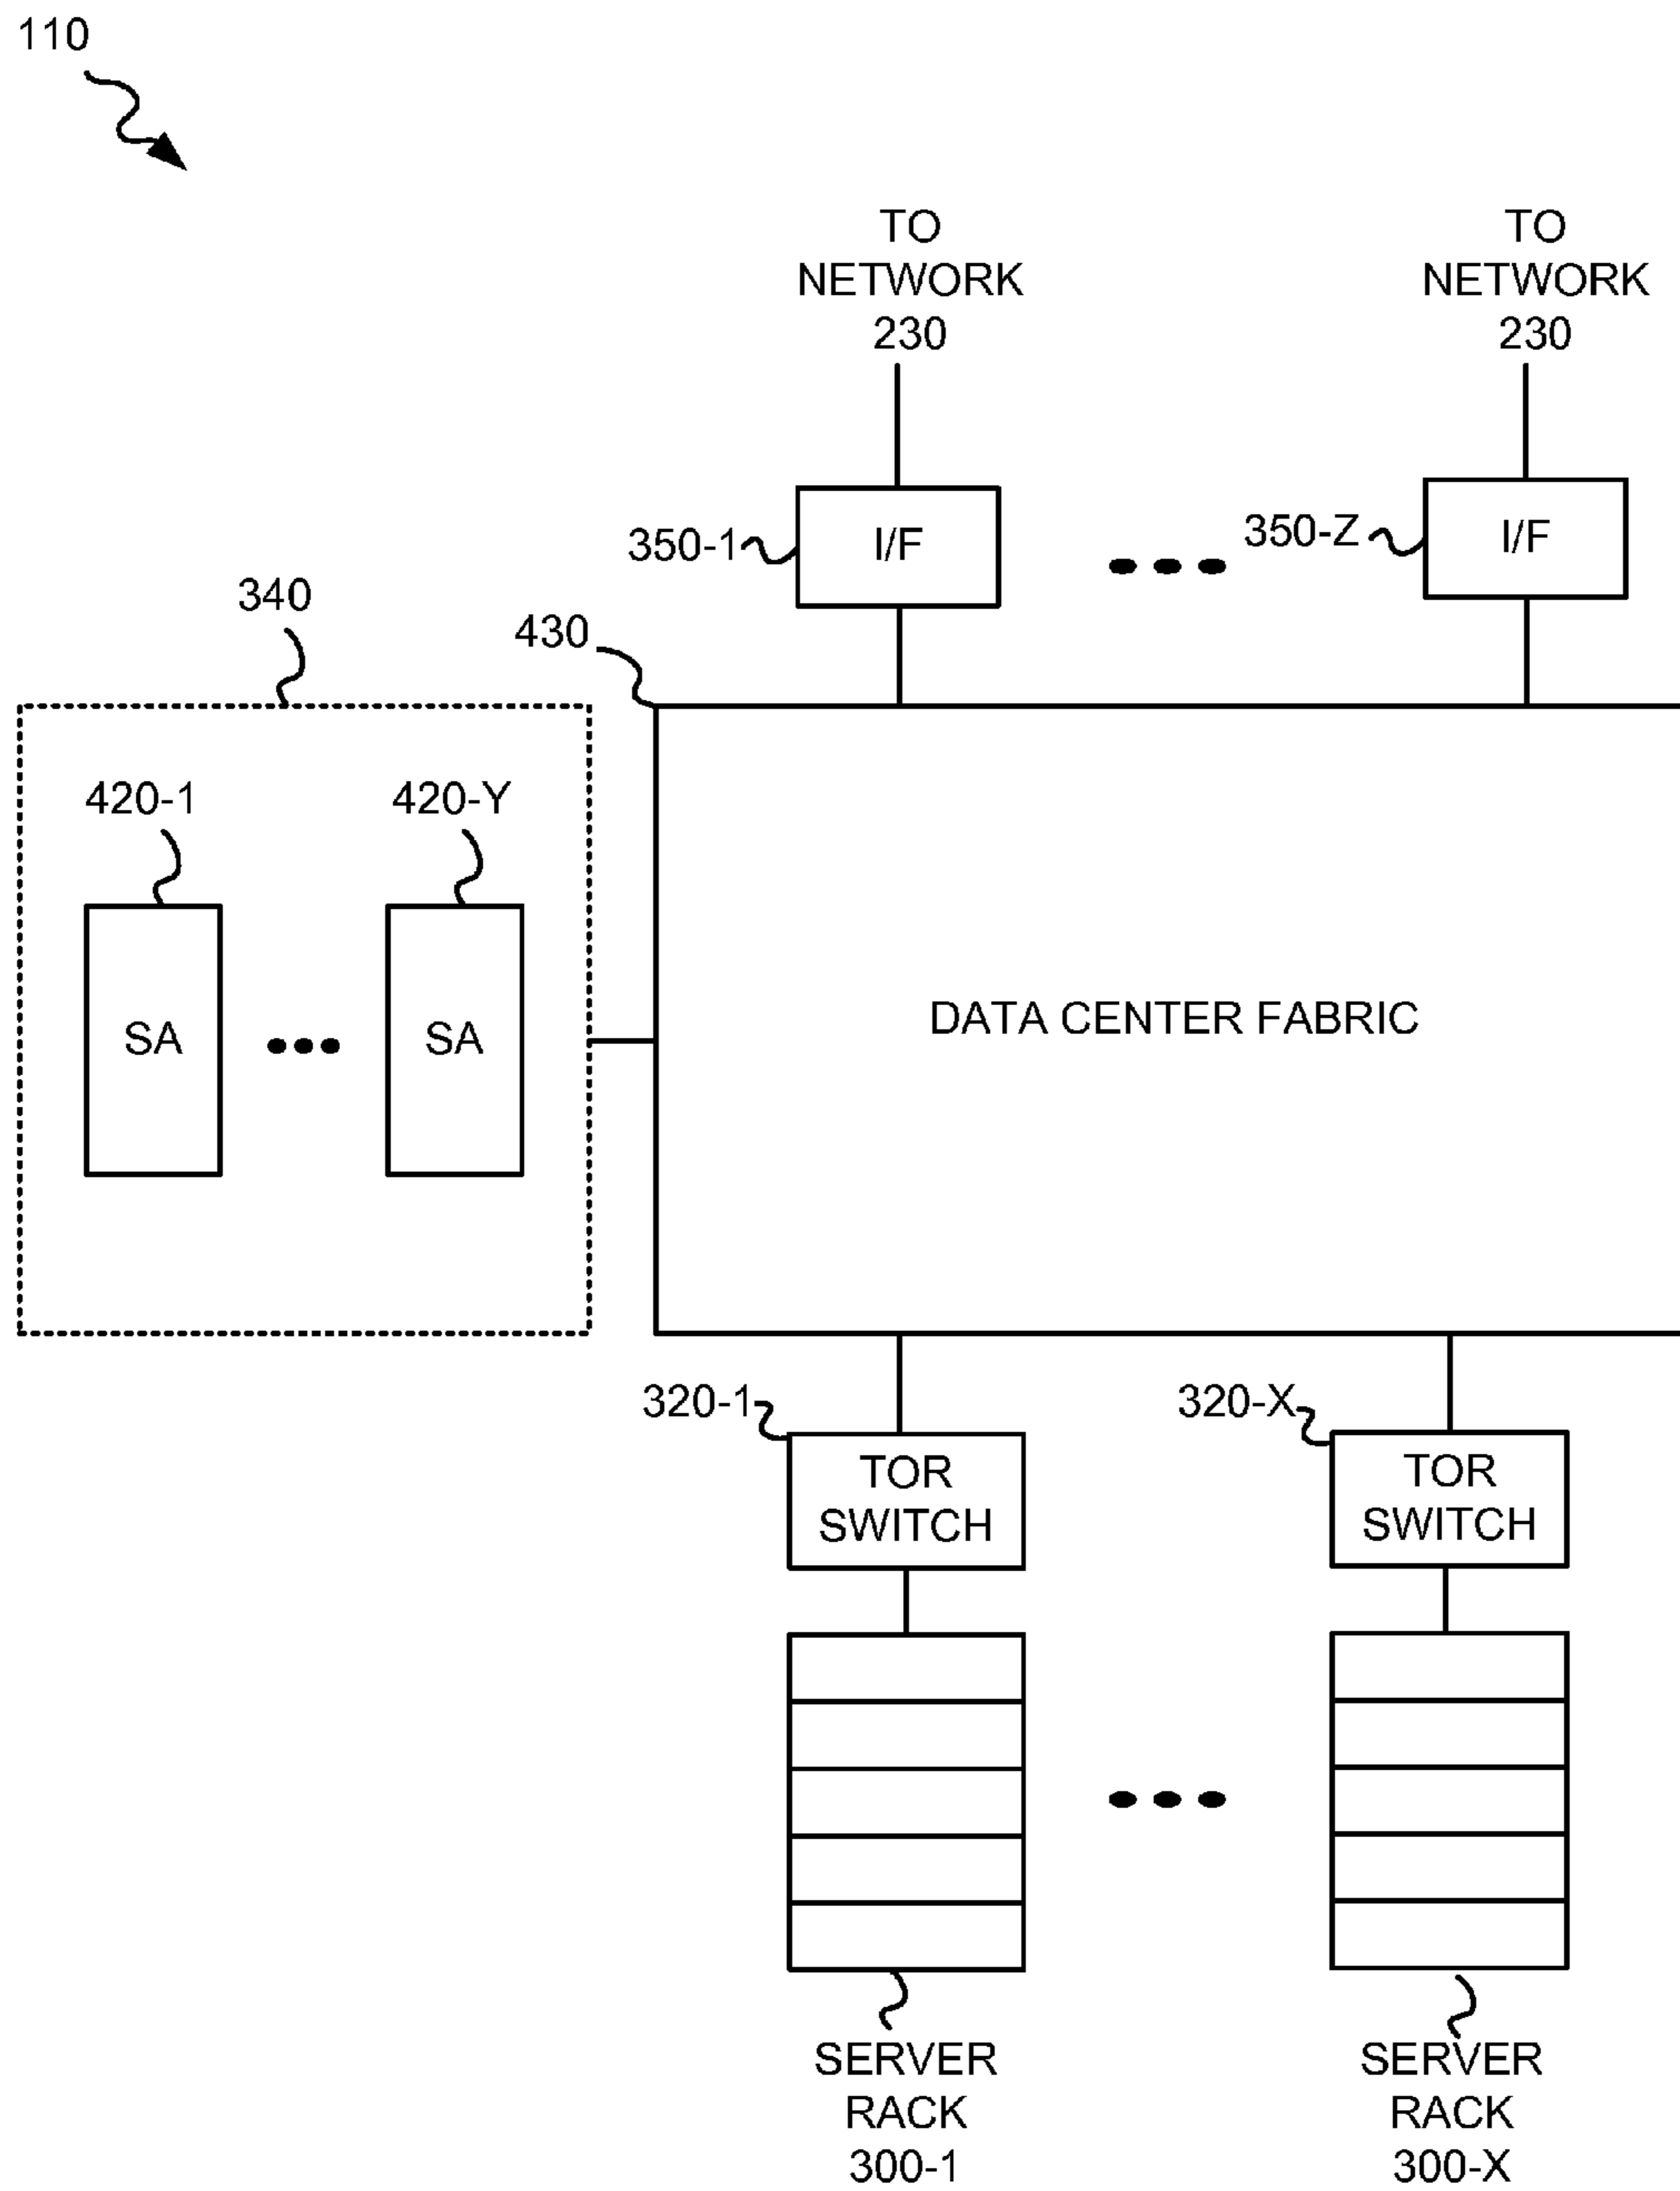 110
TO
NETWORK
230
TO
NETWORK
230
350-1
I/F
350-Z
I/F
340
430
420-1
420-Y
SA
SA
DATA CENTER FABRIC
320-1
TOR
SWITCH
320-X
TOR
SWITCH
SERVER
RACK
300-1
SERVER
RACK
300-X